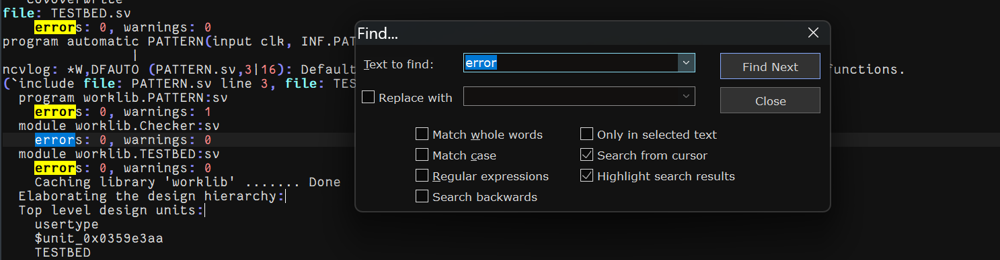 file: TESTBED.sv
errors: 0, warnings: 0
program automatic PATTERN(input clk, INF.PAT
|
ncvlog: *W,DFAUTO (PATTERN.sv,3|16): Default functions.
(`include file: PATTERN.sv line 3, file: TES
program worklib.PATTERN:sv
errors: 0, warnings: 1
module worklib.Checker:sv
errors: 0, warnings: 0
module worklib.TESTBED:sv
errors: 0, warnings: 0
Caching library 'worklib' ....... Done
Elaborating the design hierarchy:
Top level design units:
usertype
$unit_0x0359e3aa
TESTBED
Find...
Text to find:
error
Find Next
Replace with
Close
Match whole words
Only in selected text
Match case
Search from cursor
Regular expressions
Highlight search results
Search backwards